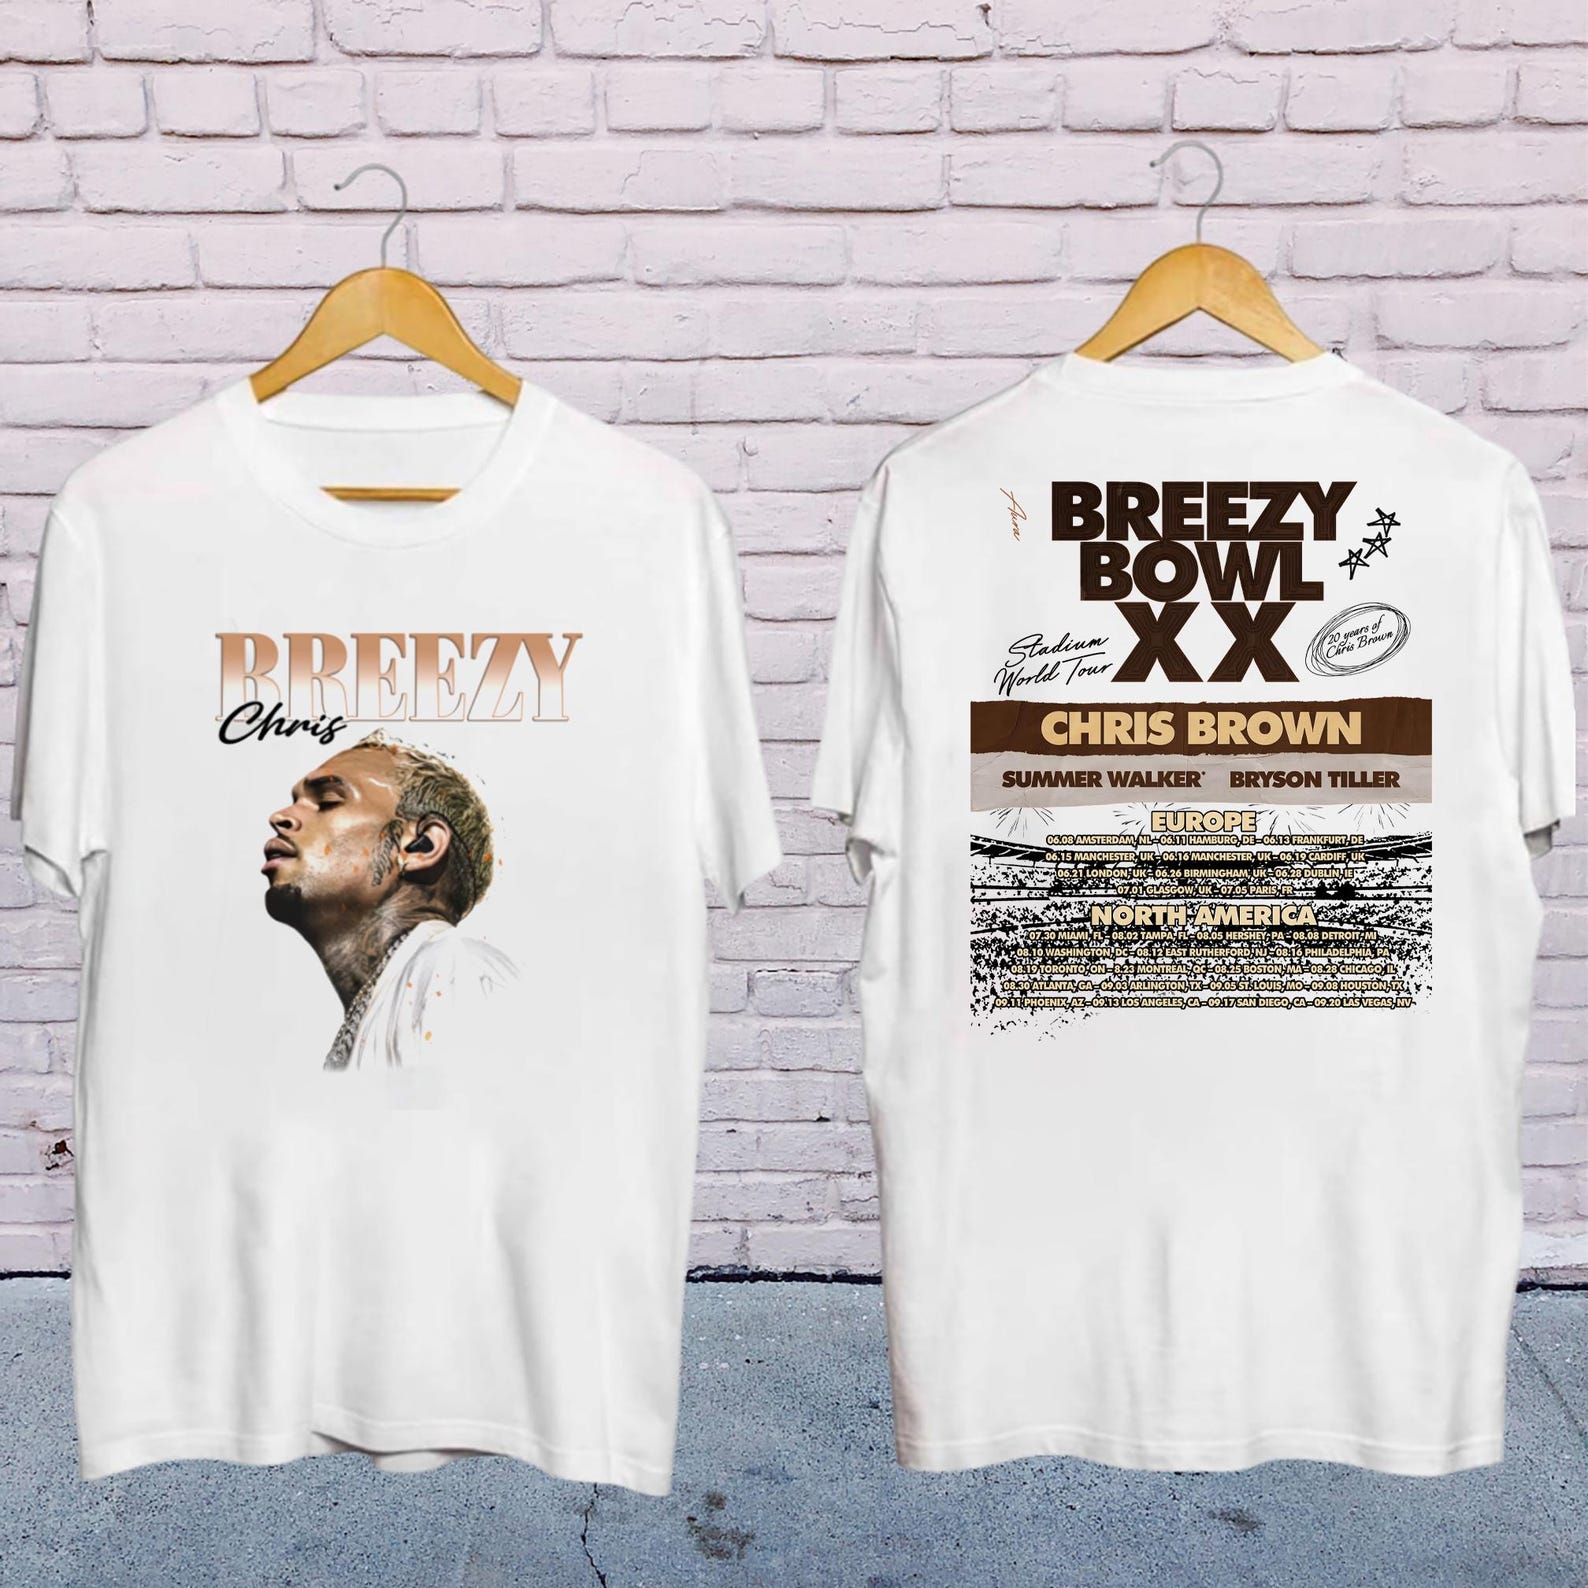 BREEZY
Chris
Aura
BREEZY
BOWL
XX
Stadium
World Tour
20 years of
Chris Brown
CHRIS BROWN
SUMMER WALKER* BRYSON TILLER
EUROPE
06.08 AMSTERDAM, NL - 06.11 HAMBURG, DE - 06.13 FRANKFURT, DE
06.15 MANCHESTER, UK - 06.16 MANCHESTER, UK - 06.19 CARDIFF, UK
06.21 LONDON, UK - 06.26 BIRMINGHAM, UK - 06.28 DUBLIN, IE
07.01 GLASGOW, UK - 07.05 PARIS, FR
NORTH AMERICA
07.30 MIAMI, FL - 08.02 TAMPA, FL - 08.05 HERSHEY, PA - 08.08 DETROIT, MI
08.10 WASHINGTON, DC - 08.12 EAST RUTHERFORD, NJ - 08.16 PHILADELPHIA, PA
08.19 TORONTO, ON - 8.23 MONTREAL, QC - 08.25 BOSTON, MA - 08.28 CHICAGO, IL
08.30 ATLANTA, GA - 09.03 ARLINGTON, TX - 09.05 ST. LOUIS, MO - 09.08 HOUSTON, TX
09.11 PHOENIX, AZ - 09.13 LOS ANGELES, CA - 09.17 SAN DIEGO, CA - 09.20 LAS VEGAS, NV